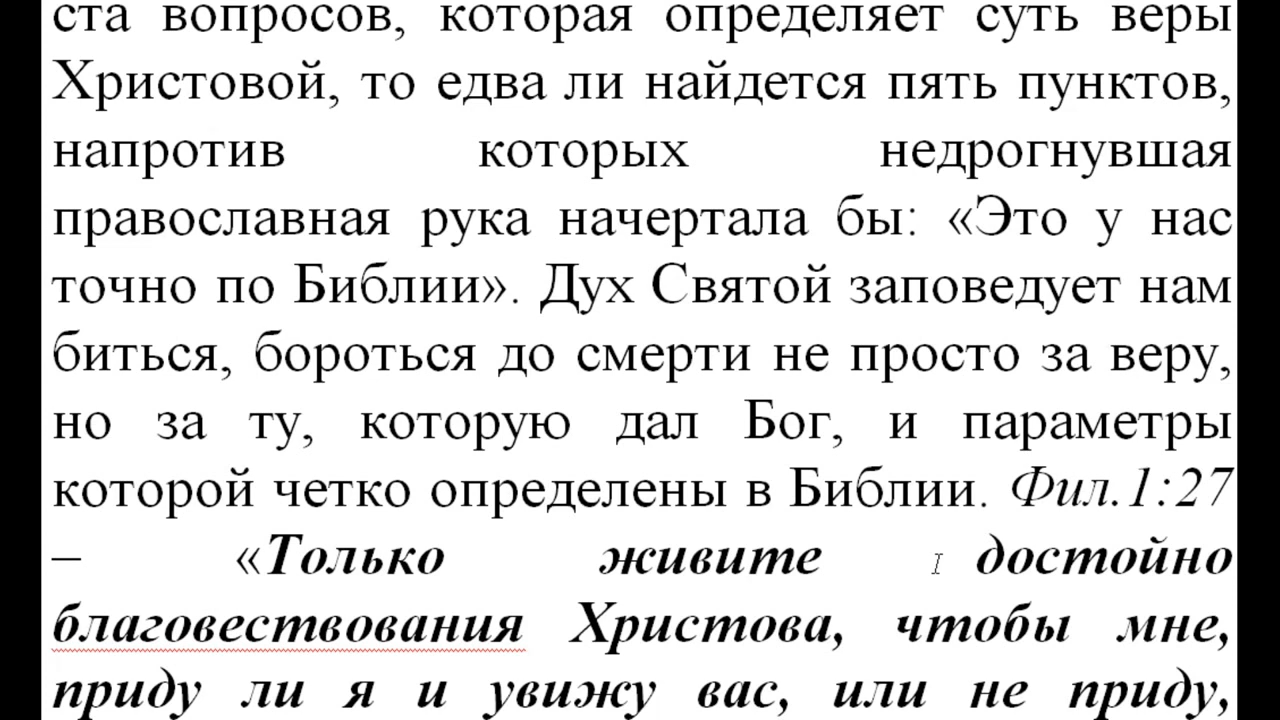 ста вопросов, которая определяет суть веры
Христовой, то едва ли найдется пять пунктов,
напротив которых недрогнувшая
православная рука начертала бы: «Это у нас
точно по Библии». Дух Святой заповедует нам
биться, бороться до смерти не просто за веру,
но за ту, которую дал Бог, и параметры
которой четко определены в Библии. Фил.1:27
– «Только живите достойно
благовествования Христова, чтобы мне,
приду ли я и увижу вас, или не приду,